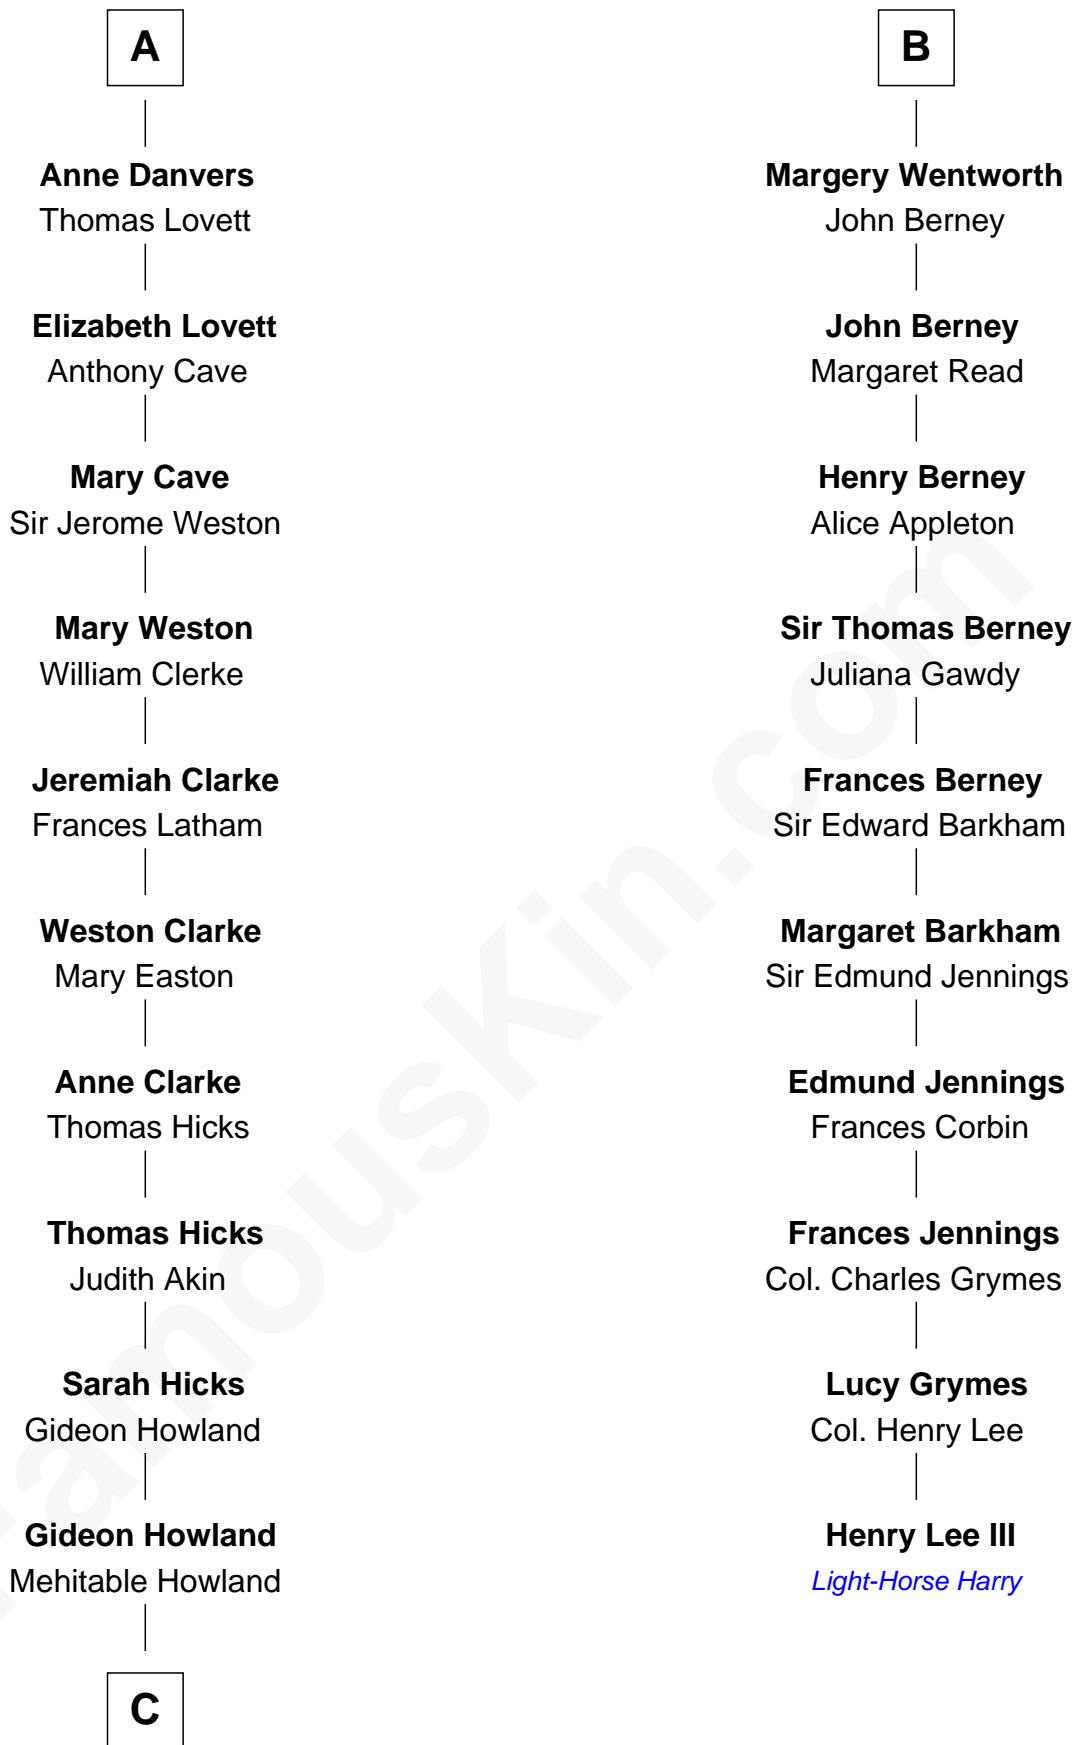 A
Anne Danvers
Thomas Lovett
Elizabeth Lovett
Anthony Cave
Mary Cave
Sir Jerome Weston
Mary Weston
William Clerke
Jeremiah Clarke
Frances Latham
Weston Clarke
Mary Easton
Anne Clarke
Thomas Hicks
Thomas Hicks
Judith Akin
Sarah Hicks
Gideon Howland
Gideon Howland
Mehitable Howland
C
B
Margery Wentworth
John Berney
John Berney
Margaret Read
Henry Berney
Alice Appleton
Sir Thomas Berney
Juliana Gawdy
Frances Berney
Sir Edward Barkham
Margaret Barkham
Sir Edmund Jennings
Edmund Jennings
Frances Corbin
Frances Jennings
Col. Charles Grymes
Lucy Grymes
Col. Henry Lee
Henry Lee III
Light-Horse Harry
FamousKin.com